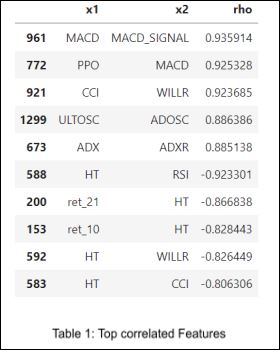 x1 x2 rho
961 MACD MACD_SIGNAL 0.935914
772 PPO MACD 0.925328
921 CCI WILLR 0.923685
1299 ULTOSC ADOSC 0.886386
673 ADX ADXR 0.885138
588 HT RSI -0.923301
200 ret_21 HT -0.866838
153 ret_10 HT -0.828443
592 HT WILLR -0.826449
583 HT CCI -0.806306
Table 1: Top correlated Features